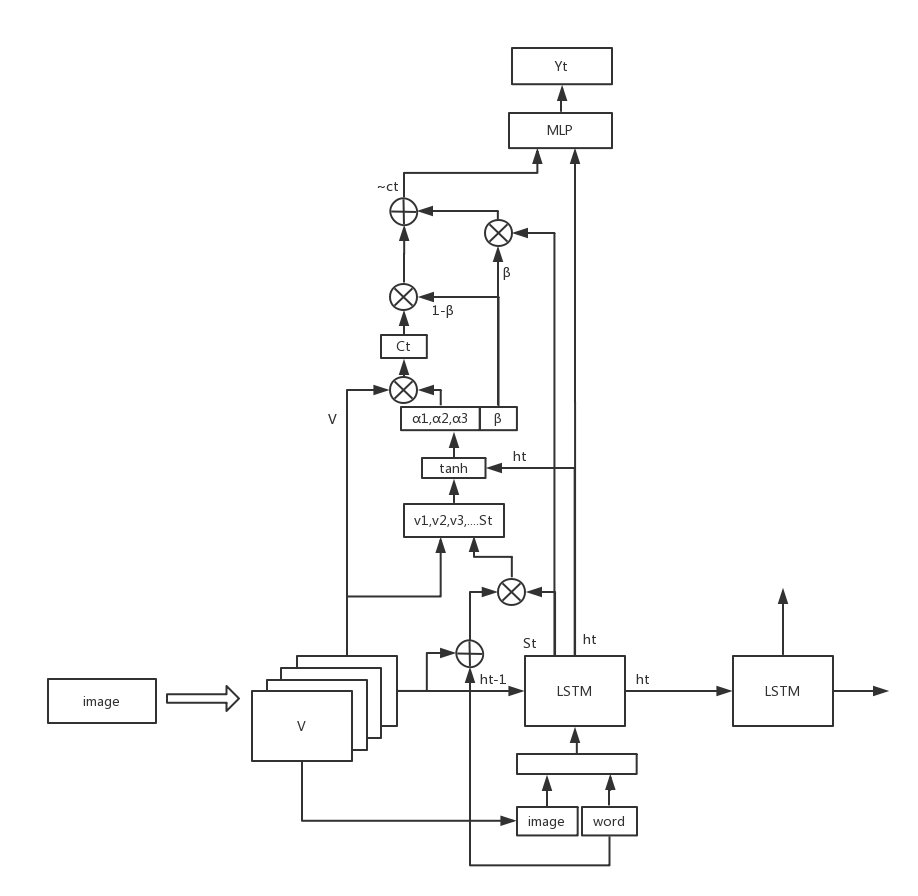 Yt
MLP
~ct
β
1-β
Ct
V
α1,α2,α3
β
ht
tanh
v1,v2,v3,....St
St
ht
ht-1
LSTM
ht
LSTM
image
V
image
word